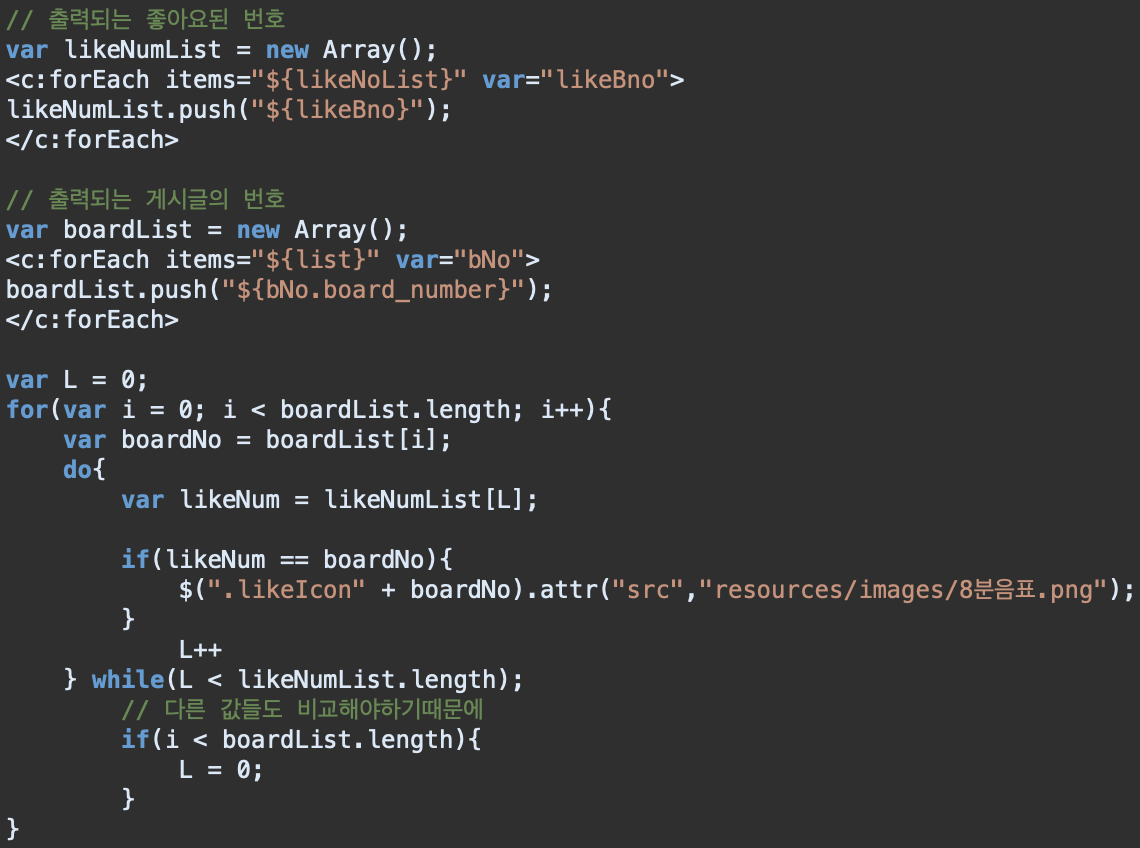 // 출력되는 좋아요된 번호
var likeNumList = new Array();
<c:forEach items="${likeNoList}" var="likeBno">
likeNumList.push("${likeBno}");
</c:forEach>

// 출력되는 게시글의 번호
var boardList = new Array();
<c:forEach items="${list}" var="bNo">
boardList.push("${bNo.board_number}");
</c:forEach>

var L = 0;
for(var i = 0; i < boardList.length; i++){
    var boardNo = boardList[i];
    do{
        var likeNum = likeNumList[L];

        if(likeNum == boardNo){
            $(".likeIcon" + boardNo).attr("src","resources/images/8분음표.png");
        }
            L++
    } while(L < likeNumList.length);
        // 다른 값들도 비교해야하기때문에
        if(i < boardList.length){
            L = 0;
        }
}